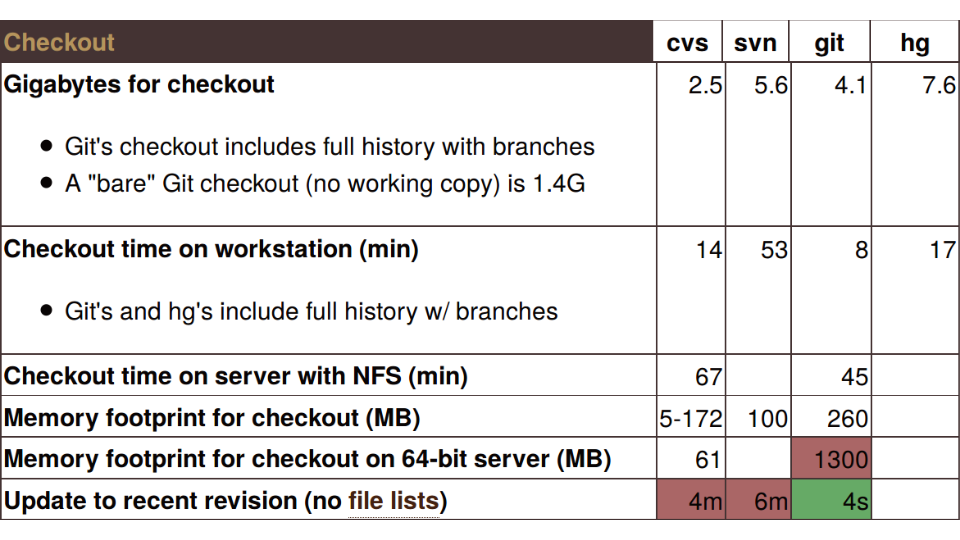 Checkout cvs svn git hg
Gigabytes for checkout 2.5 5.6 4.1 7.6
● Git's checkout includes full history with branches
● A "bare" Git checkout (no working copy) is 1.4G
Checkout time on workstation (min) 14 53 8 17
● Git's and hg's include full history w/ branches
Checkout time on server with NFS (min) 67 45
Memory footprint for checkout (MB) 5-172 100 260
Memory footprint for checkout on 64-bit server (MB) 61 1300
Update to recent revision (no file lists) 4m 6m 4s